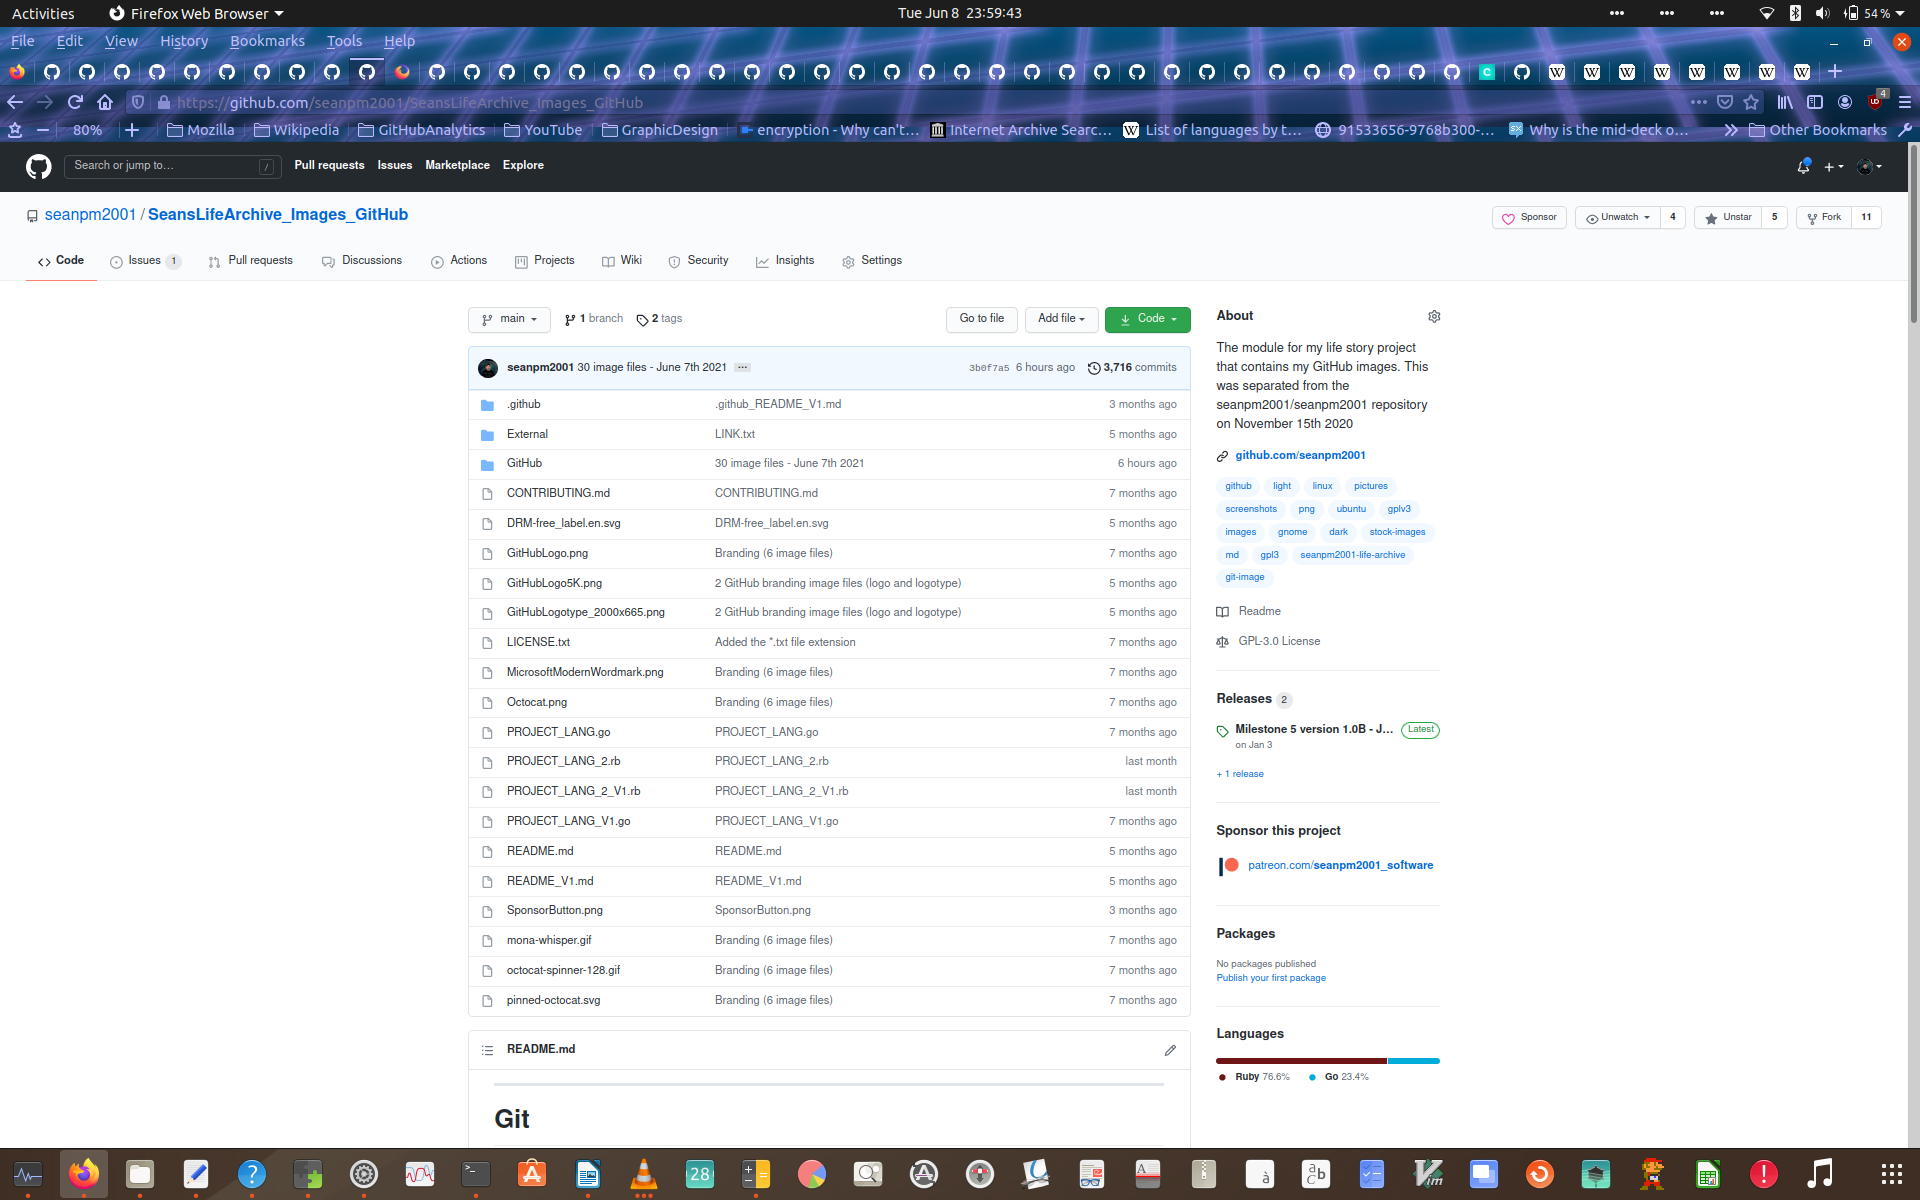 Activities Firefox Web Browser Tue Jun 8 23:59:43 54 %
File Edit View History Bookmarks Tools Help
https://github.com/seanpm2001/SeansLifeArchive_Images_GitHub 4
80% Mozilla Wikipedia GitHubAnalytics YouTube GraphicDesign encryption - Why can't… Internet Archive Searc… List of languages by t… 91533656-9768b300-… Why is the mid-deck o… Other Bookmarks
Search or jump to… / Pull requests Issues Marketplace Explore
seanpm2001 / SeansLifeArchive_Images_GitHub Sponsor Unwatch 4 Unstar 5 Fork 11
Code Issues 1 Pull requests Discussions Actions Projects Wiki Security Insights Settings
main 1 branch 2 tags Go to file Add file Code
seanpm2001 30 image files - June 7th 2021 ··· 3b0f7a5 6 hours ago 3,716 commits
.github .github_README_V1.md 3 months ago
External LINK.txt 5 months ago
GitHub 30 image files - June 7th 2021 6 hours ago
CONTRIBUTING.md CONTRIBUTING.md 7 months ago
DRM-free_label.en.svg DRM-free_label.en.svg 5 months ago
GitHubLogo.png Branding (6 image files) 7 months ago
GitHubLogo5K.png 2 GitHub branding image files (logo and logotype) 5 months ago
GitHubLogotype_2000x665.png 2 GitHub branding image files (logo and logotype) 5 months ago
LICENSE.txt Added the *.txt file extension 7 months ago
MicrosoftModernWordmark.png Branding (6 image files) 7 months ago
Octocat.png Branding (6 image files) 7 months ago
PROJECT_LANG.go PROJECT_LANG.go 7 months ago
PROJECT_LANG_2.rb PROJECT_LANG_2.rb last month
PROJECT_LANG_2_V1.rb PROJECT_LANG_2_V1.rb last month
PROJECT_LANG_V1.go PROJECT_LANG_V1.go 7 months ago
README.md README.md 5 months ago
README_V1.md README_V1.md 5 months ago
SponsorButton.png SponsorButton.png 3 months ago
mona-whisper.gif Branding (6 image files) 7 months ago
octocat-spinner-128.gif Branding (6 image files) 7 months ago
pinned-octocat.svg Branding (6 image files) 7 months ago
README.md
Git
About
The module for my life story project
that contains my GitHub images. This
was separated from the
seanpm2001/seanpm2001 repository
on November 15th 2020
github.com/seanpm2001
github light linux pictures
screenshots png ubuntu gplv3
images gnome dark stock-images
md gpl3 seanpm2001-life-archive
git-image
Readme
GPL-3.0 License
Releases 2
Milestone 5 version 1.0B - J… Latest
on Jan 3
+ 1 release
Sponsor this project
patreon.com/seanpm2001_software
Packages
No packages published
Publish your first package
Languages
Ruby 76.6% Go 23.4%
28